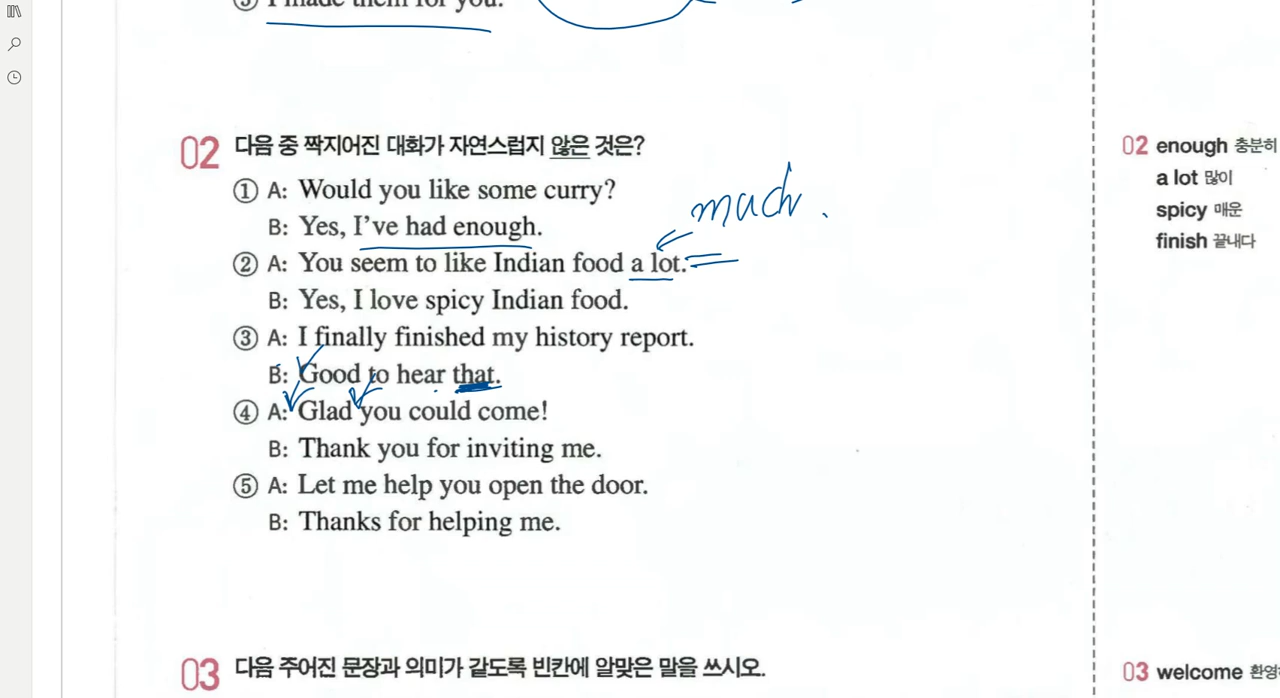 ③ I made them for you.
02 다음 중 짝지어진 대화가 자연스럽지 않은 것은?
① A: Would you like some curry?
B: Yes, I've had enough.
much.
② A: You seem to like Indian food a lot.
B: Yes, I love spicy Indian food.
③ A: I finally finished my history report.
B: Good to hear that.
④ A: Glad you could come!
B: Thank you for inviting me.
⑤ A: Let me help you open the door.
B: Thanks for helping me.
03 다음 주어진 문장과 의미가 같도록 빈칸에 알맞은 말을 쓰시오.
02 enough 충분히
a lot 많이
spicy 매운
finish 끝내다
03 welcome 환영